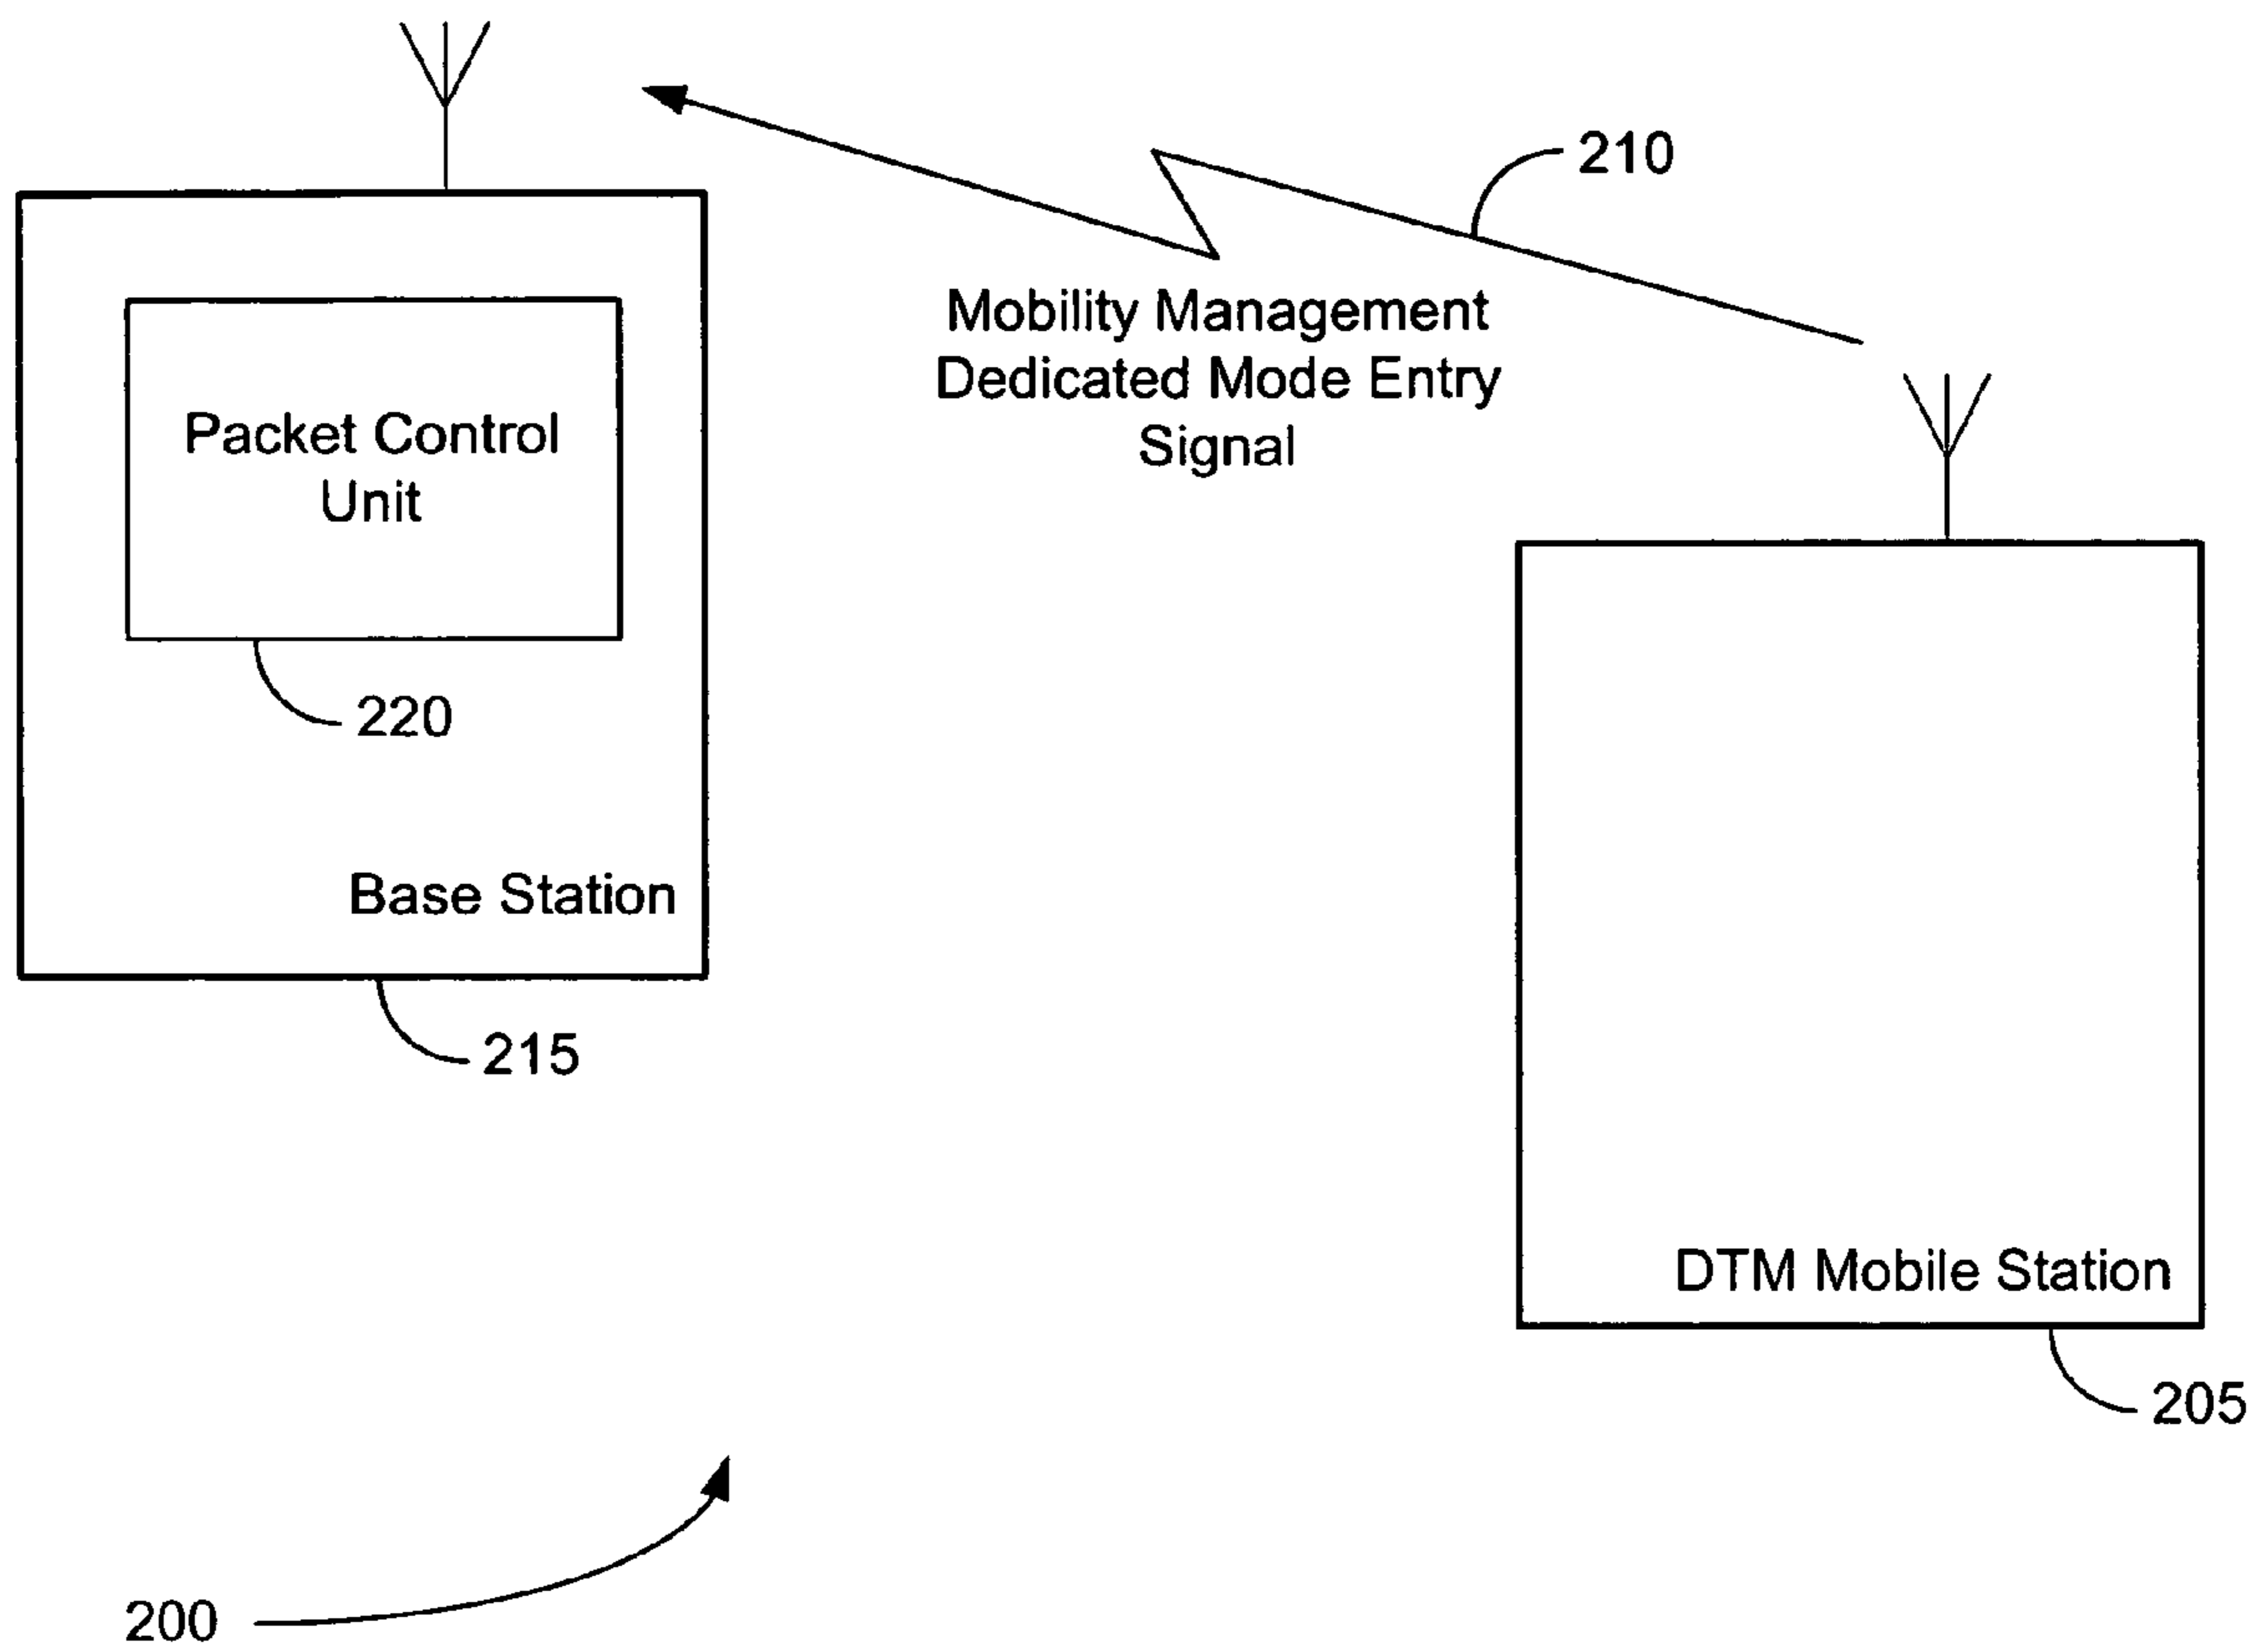 210
Mobility Management
Dedicated Mode Entry
Signal
Packet Control
Unit
220
Base Station
215
DTM Mobile Station
205
200